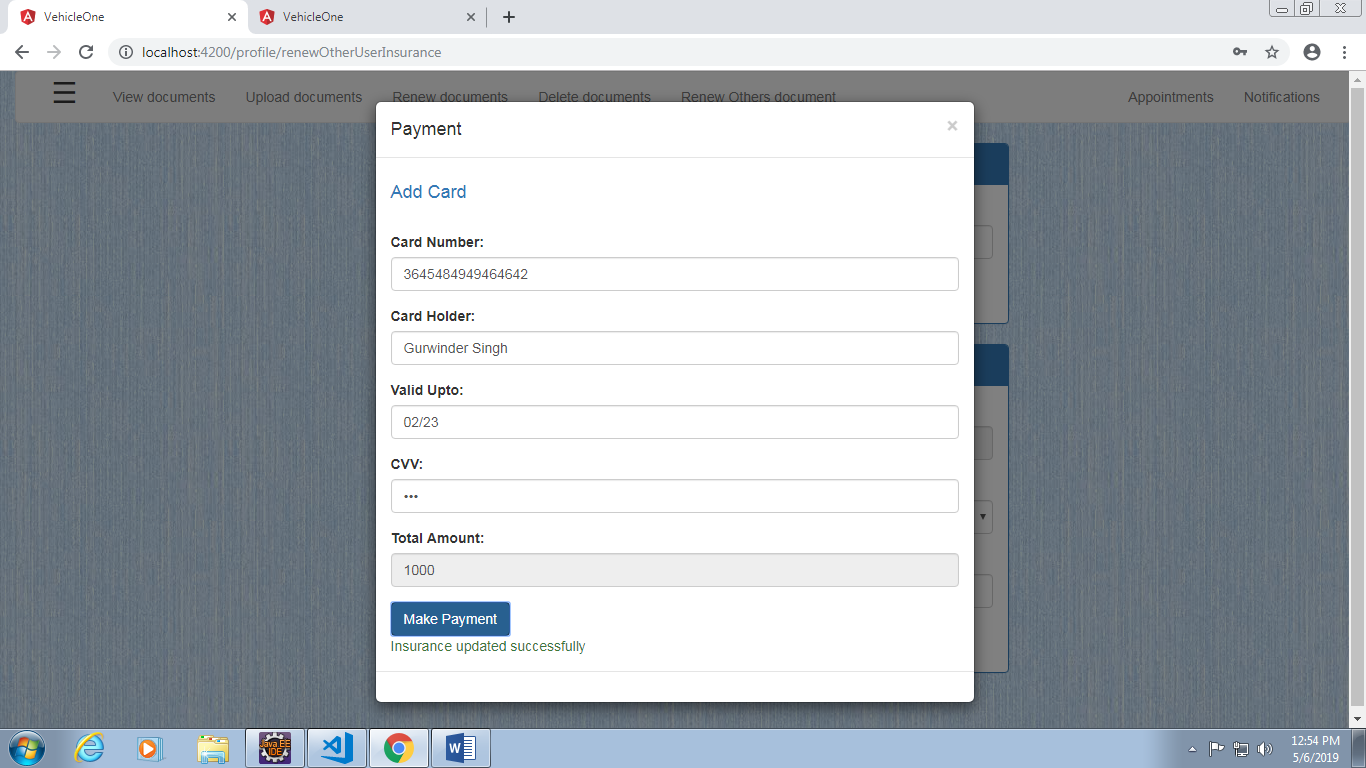 VehicleOne
VehicleOne
localhost:4200/profile/renewOtherUserInsurance
View documents
Upload documents
Renew documents
Delete documents
Renew Others document
Appointments
Notifications
Payment
Add Card
Card Number:
3645484949464642
Card Holder:
Gurwinder Singh
Valid Upto:
02/23
CVV:
•••
Total Amount:
1000
Make Payment
Insurance updated successfully
Java EE
IDE
12:54 PM
5/6/2019